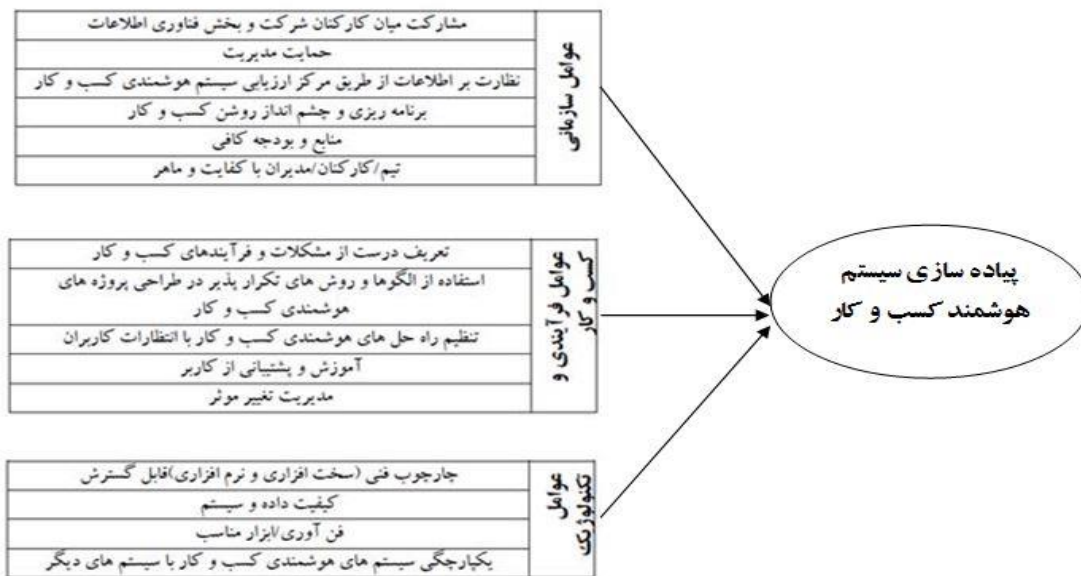 مشارکت میان کارکنان شرکت و بخش فناوری اطلاعات
حمایت مدیریت
نظارت بر اطلاعات از طریق مرکز ارزیابی سیستم هوشمندی کسب و کار
برنامه ریزی و چشم انداز روشن کسب و کار
منابع و بودجه کافی
تیم/کارکنان/مدیران با کفایت و ماهر
عوامل سازمانی
تعریف درست از مشکلات و فرآیندهای کسب و کار
استفاده از الگوها و روش های تکرار پذیر در طراحی پروژه های
هوشمندی کسب و کار
تنظیم راه حل های هوشمندی کسب و کار با انتظارات کاربران
آموزش و پشتیبانی از کاربر
مدیریت تغییر موثر
عوامل فرآیندی و
کسب و کار
چارچوب فنی (سخت افزاری و نرم افزاری)قابل گسترش
کیفیت داده و سیستم
فن آوری/ابزار مناسب
یکپارچگی سیستم های هوشمندی کسب و کار با سیستم های دیگر
عوامل
تکنولوژیک
پیاده سازی سیستم
هوشمند کسب و کار